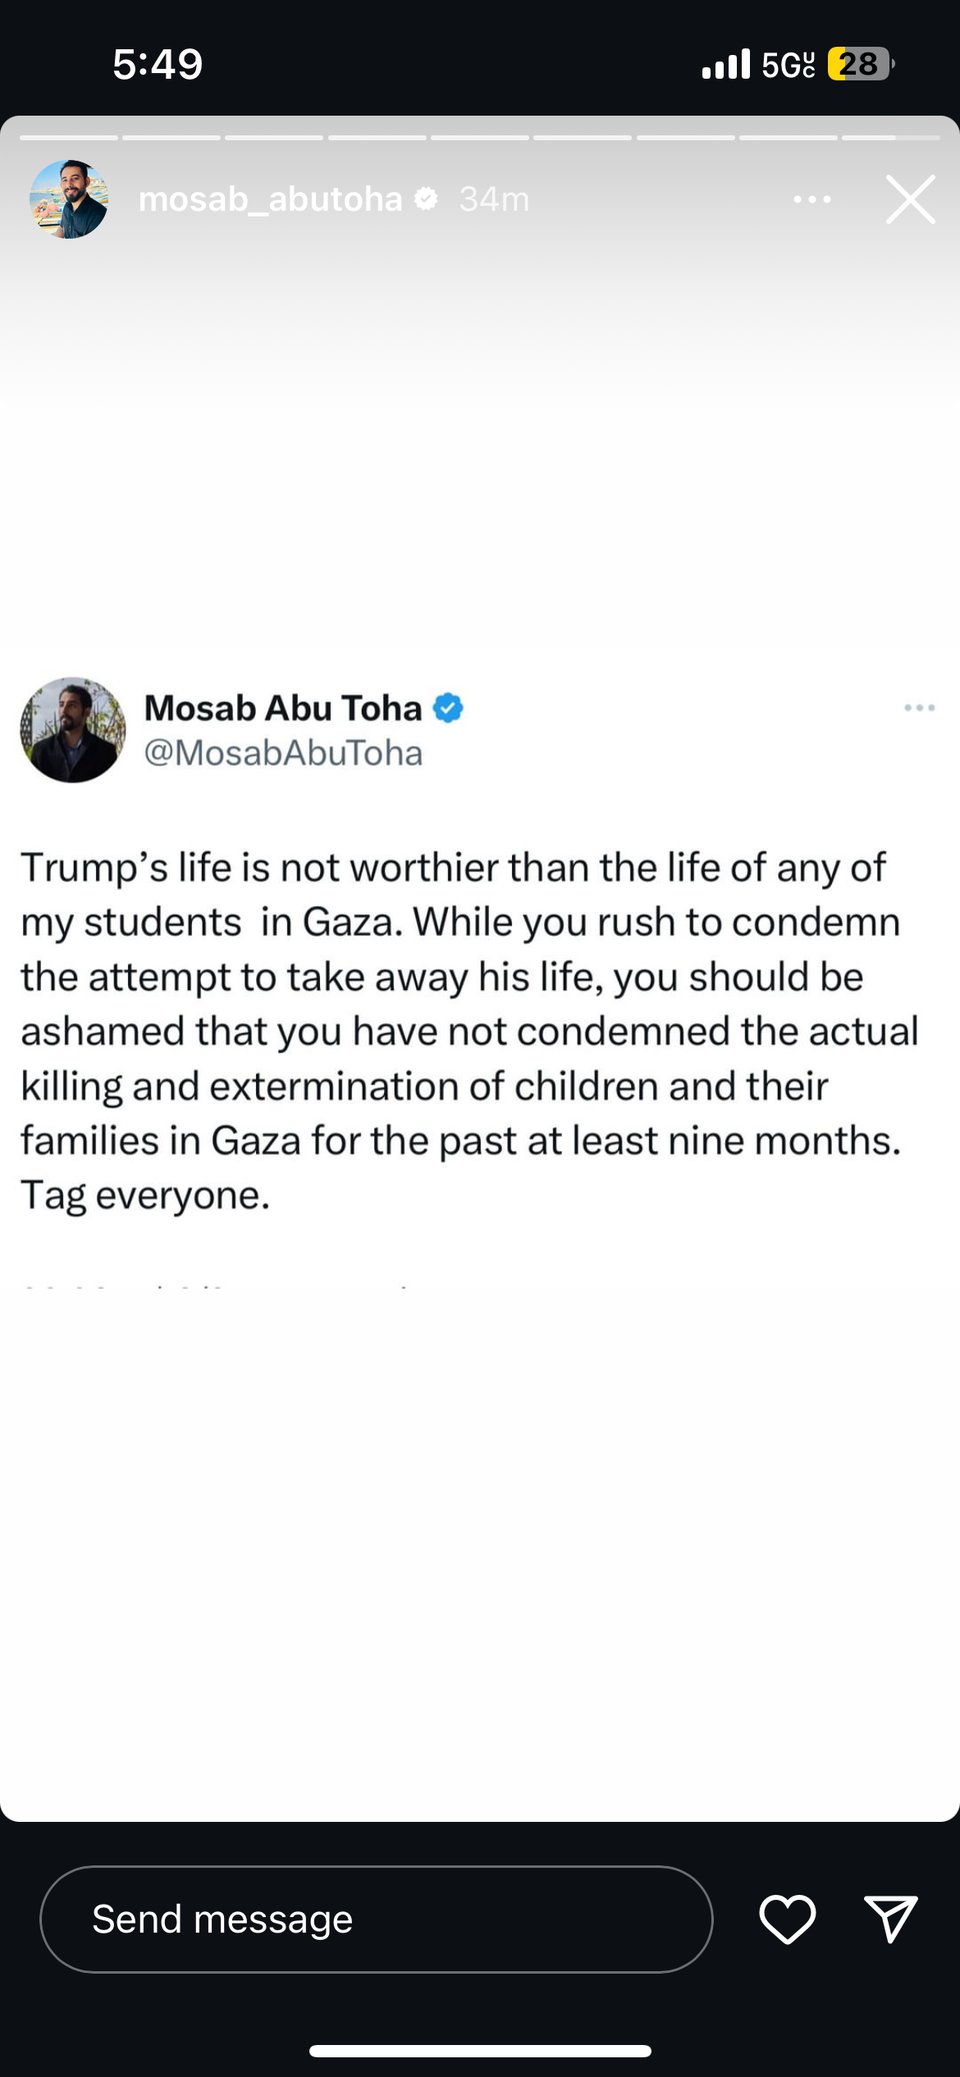 5:49
5G 28
mosab_abutoha 34m
Mosab Abu Toha
@MosabAbuToha
Trump’s life is not worthier than the life of any of
my students  in Gaza. While you rush to condemn
the attempt to take away his life, you should be
ashamed that you have not condemned the actual
killing and extermination of children and their
families in Gaza for the past at least nine months.
Tag everyone.
Send message